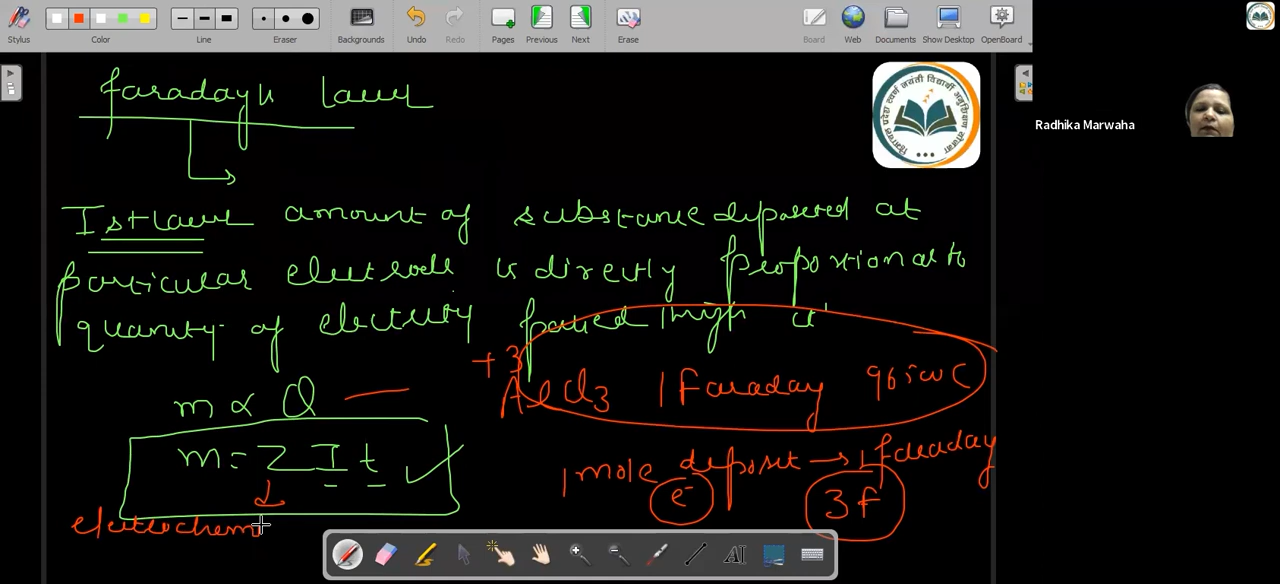 Stylus Color Line Eraser Backgrounds Undo Redo Pages Previous Next Erase Board Web Documents Show Desktop OpenBoard
Radhika Marwaha
faraday's law
Ist law amount of substance deposited at
particular electrode is directly proportional to
quantity of electricity passed through it
m ∝ Q
m = Z I t
electrochem
+3
AlCl3 1 Faraday 96500 C
1 mole deposit → 1 faraday
e- 3 f
AI